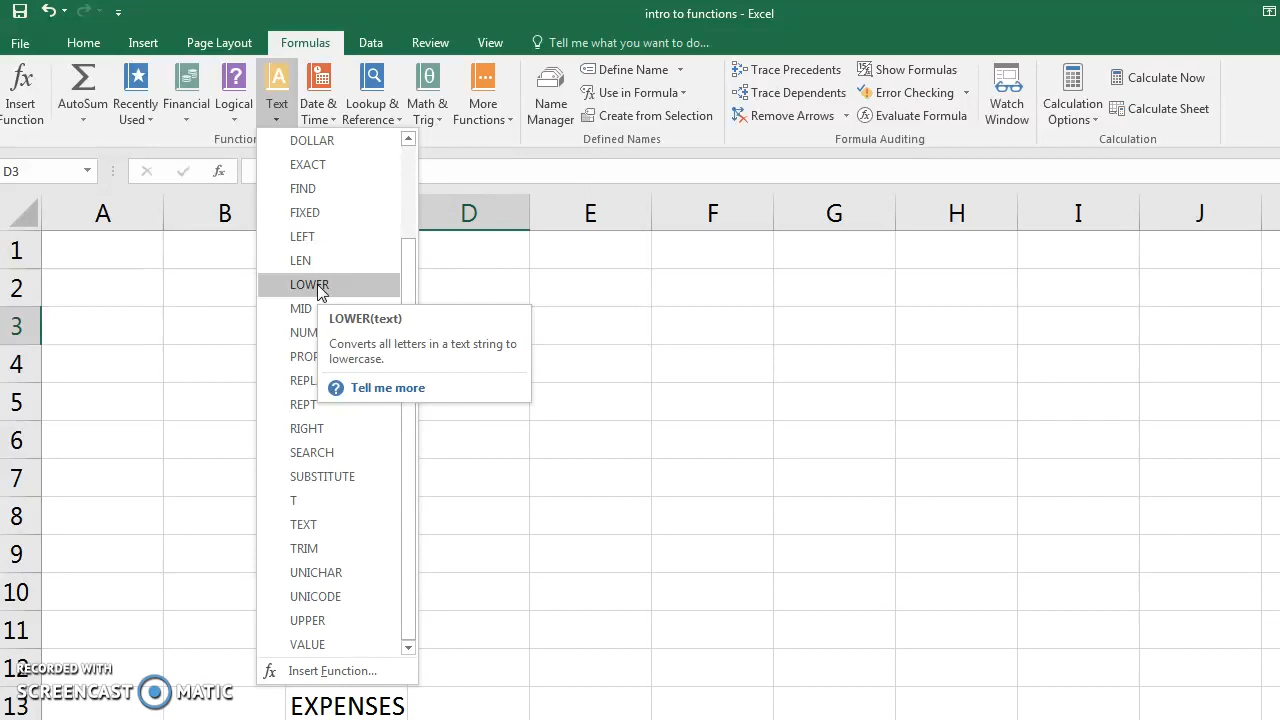 intro to functions - Excel
File Home Insert Page Layout Formulas Data Review View Tell me what you want to do...
fx Σ ? A θ
Insert Function
AutoSum
Recently Used
Financial
Logical
Text
Date & Time
Lookup & Reference
Math & Trig
More Functions
Name Manager
Define Name
Use in Formula
Create from Selection
Trace Precedents
Trace Dependents
Remove Arrows
Show Formulas
Error Checking
Evaluate Formula
Watch Window
Calculation Options
Calculate Now
Calculate Sheet
Defined Names
Formula Auditing
Calculation
D3
fx
A B D E F G H I J
1
2
3
4
5
6
7
8
9
10
11
12
13
DOLLAR
EXACT
FIND
FIXED
LEFT
LEN
LOWER
MID
RIGHT
SEARCH
SUBSTITUTE
T
TEXT
TRIM
UNICHAR
UNICODE
UPPER
VALUE
REPT
fx Insert Function...
LOWER(text)
Converts all letters in a text string to
lowercase.
? Tell me more
EXPENSES
RECORDED WITH
SCREENCAST MATIC